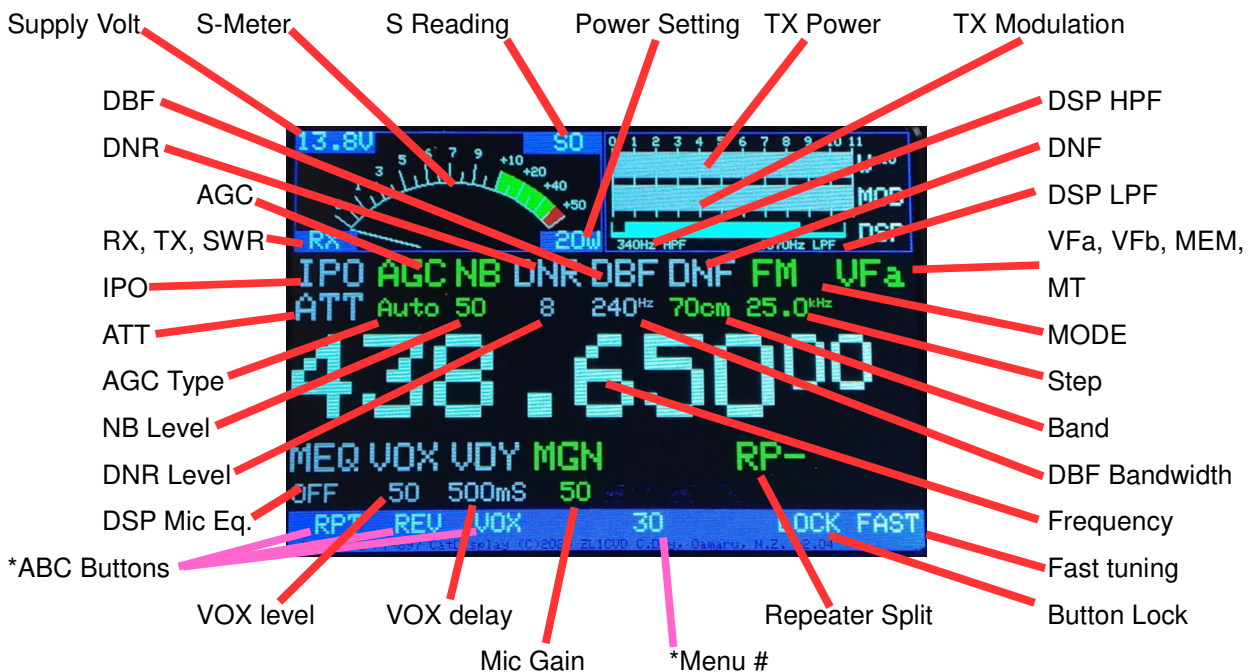 Supply Volt
S-Meter
S Reading
Power Setting
TX Power
TX Modulation
DBF
DNR
AGC
RX, TX, SWR
IPO
ATT
AGC Type
NB Level
DNR Level
DSP Mic Eq.
*ABC Buttons
VOX level
VOX delay
Mic Gain
*Menu #
Repeater Split
Button Lock
Fast tuning
Frequency
DBF Bandwidth
Band
Step
MODE
MT
VFa, VFb, MEM,
DSP LPF
DNF
DSP HPF
13.8V S0
1 3 5 6 7 9 +10 +20 +40 +50
RX 20W
0 1 2 3 4 5 6 7 8 9 10 11
W
MOD
DSP
340Hz HPF LPF
IPO AGC NB DNR DBF DNF FM VFa
ATT Auto 50 8 240Hz 70cm 25.0kHz
438.65000
MEQ VOX VDY MGN RP-
OFF 50 500mS 50
RPT REV VOX 30 LOCK FAST
897 CatDisplay (C) ZL1CVD Oamaru, N.Z.